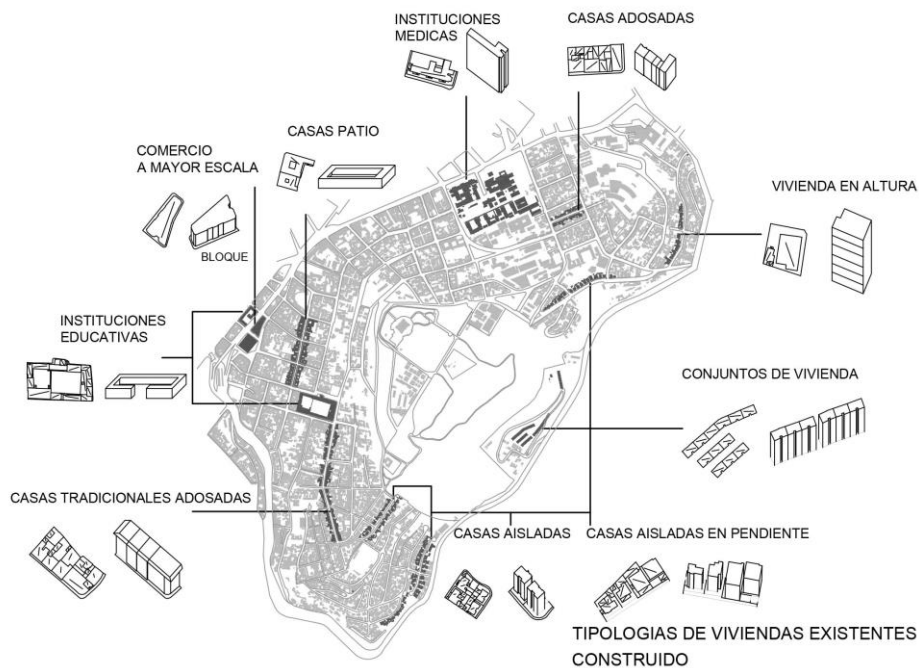 INSTITUCIONES
MEDICAS
CASAS ADOSADAS
CASAS PATIO
COMERCIO
A MAYOR ESCALA
BLOQUE
VIVIENDA EN ALTURA
INSTITUCIONES
EDUCATIVAS
CONJUNTOS DE VIVIENDA
CASAS TRADICIONALES ADOSADAS
CASAS AISLADAS
CASAS AISLADAS EN PENDIENTE
TIPOLOGIAS DE VIVIENDAS EXISTENTES
CONSTRUIDO